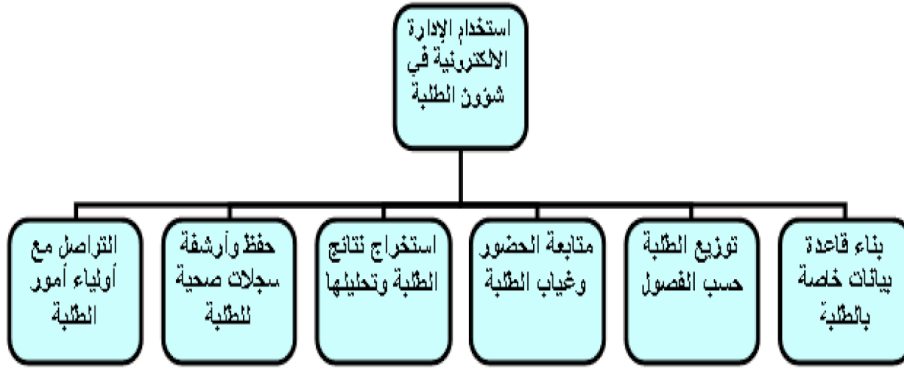 استخدام الإدارة
الالكترونية في
شؤون الطلبة
بناء قاعدة
بيانات خاصة
بالطلبة
توزيع الطلبة
حسب الفصول
متابعة الحضور
وغياب الطلبة
استخراج نتائج
الطلبة وتحليلها
حفظ وأرشفة
سجلات صحية
للطلبة
التواصل مع
أولياء أمور
الطلبة